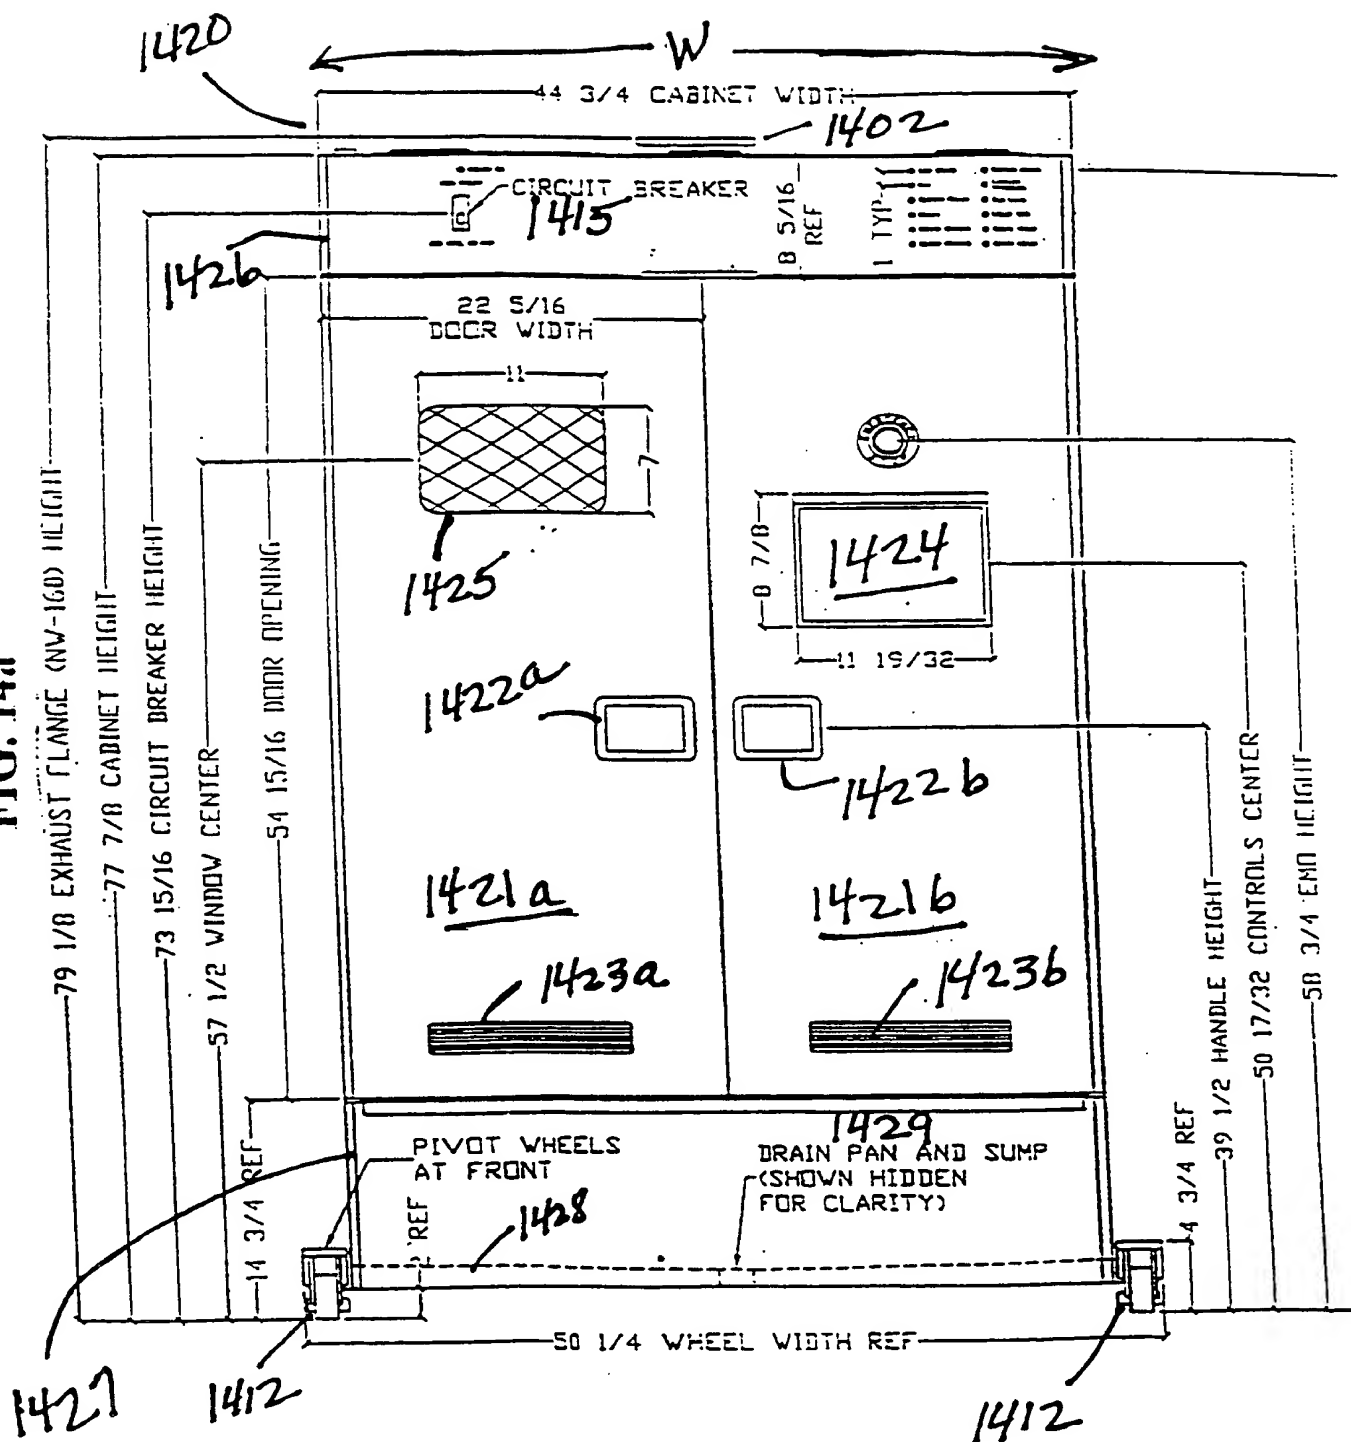 1420
W
44 3/4 CABINET WIDTH
1402
CIRCUIT BREAKER
1415
8 5/16
REF
1 TYP
1426
22 5/16
DOOR WIDTH
11
7
1425
1424
8 7/8
11 19/32
1422a
1422b
1421a
1421b
1423a
1423b
FIG. 14a
79 1/8 EXHAUST FLANGE (NW-160) HEIGHT
77 7/8 CABINET HEIGHT
73 15/16 CIRCUIT BREAKER HEIGHT
57 1/2 WINDOW CENTER
54 15/16 DOOR OPENING
14 3/4 REF
REF
4 3/4 REF
39 1/2 HANDLE HEIGHT
50 17/32 CONTROLS CENTER
58 3/4 EMO HEIGHT
PIVOT WHEELS
AT FRONT
1429
DRAIN PAN AND SUMP
(SHOWN HIDDEN
FOR CLARITY)
1428
50 1/4 WHEEL WIDTH REF
1427
1412
1412